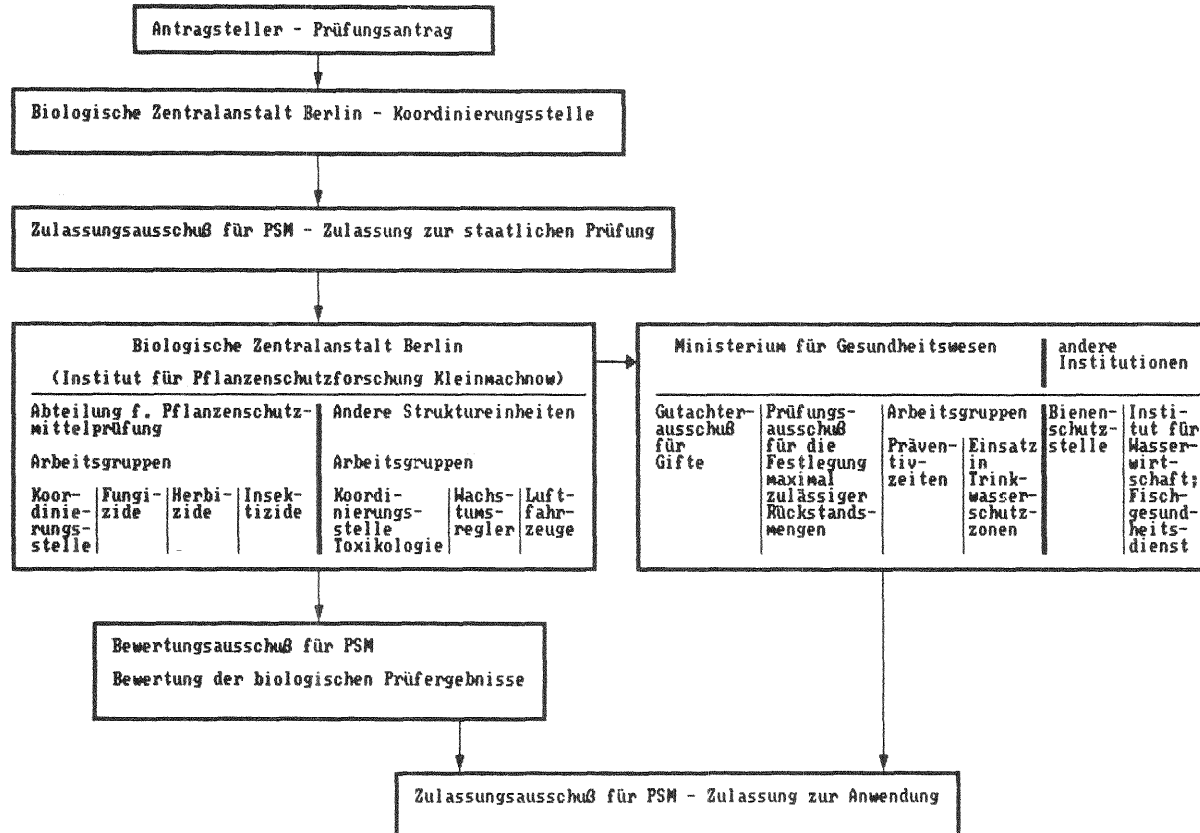 Antragsteller - Prüfungsantrag
Biologische Zentralanstalt Berlin - Koordinierungsstelle
Zulassungsausschuß für PSM - Zulassung zur staatlichen Prüfung
Biologische Zentralanstalt Berlin
(Institut für Pflanzenschutzforschung Kleinmachnow)
Abteilung f. Pflanzenschutz-
mittelprüfung
Arbeitsgruppen
Koor-
dinie-
rungs-
stelle
Fungi-
zide
Herbi-
zide
Insek-
tizide
Andere Struktureinheiten
Arbeitsgruppen
Koordi-
nierungs-
stelle
Toxikologie
Wachs-
tums-
regler
Luft-
fahr-
zeuge
Ministerium für Gesundheitswesen
andere
Institutionen
Gutachter-
ausschuß
für
Gifte
Prüfungs-
ausschuß
für die
Festlegung
maximal
zulässiger
Rückstands-
mengen
Arbeitsgruppen
Präven-
tiv-
zeiten
Einsatz
in
Trink-
wasser-
schutz-
zonen
Bienen-
schutz-
stelle
Insti-
tut für
Wasser-
wirt-
schaft;
Fisch-
gesund-
heits-
dienst
Bewertungsausschuß für PSM
Bewertung der biologischen Prüfergebnisse
Zulassungsausschuß für PSM - Zulassung zur Anwendung